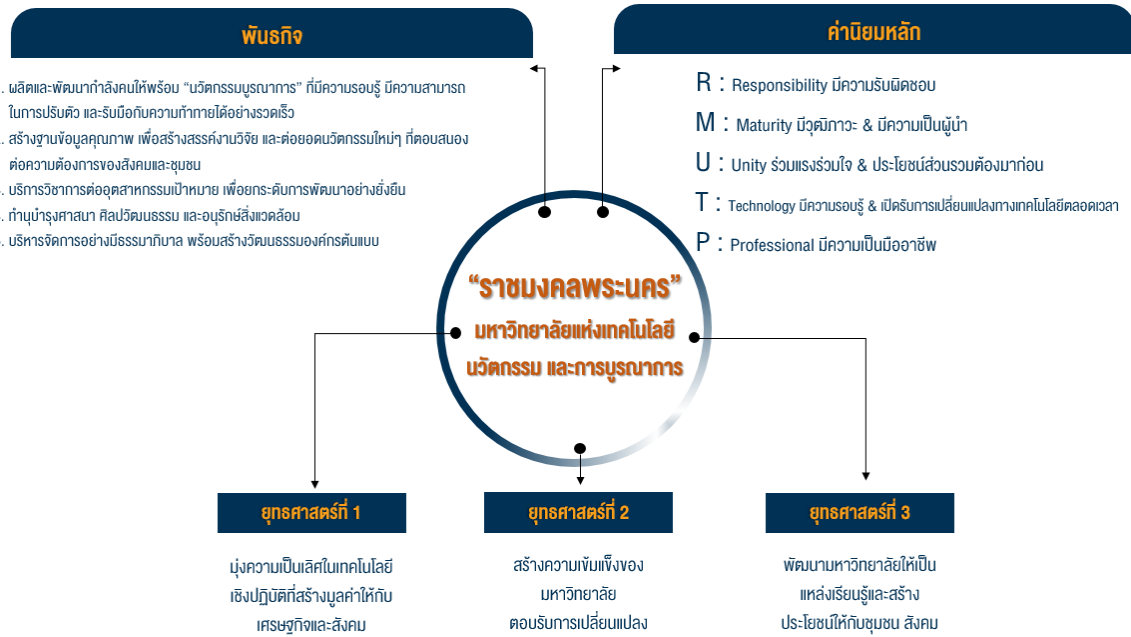 พันธกิจ
. ผลิตและพัฒนากำลังคนให้พร้อม “นวัตกรรมบูรณาการ” ที่มีความรอบรู้ มีความสามารถ
ในการปรับตัว และรับมือกับความท้าทายได้อย่างรวดเร็ว
. สร้างฐานข้อมูลคุณภาพ เพื่อสร้างสรรค์งานวิจัย และต่อยอดนวัตกรรมใหม่ๆ ที่ตอบสนอง
ต่อความต้องการของสังคมและชุมชน
. บริการวิชาการต่ออุตสาหกรรมเป้าหมาย เพื่อยกระดับการพัฒนาอย่างยั่งยืน
. ทำนุบำรุงศาสนา ศิลปวัฒนธรรม และอนุรักษ์สิ่งแวดล้อม
. บริหารจัดการอย่างมีธรรมาภิบาล พร้อมสร้างวัฒนธรรมองค์กรต้นแบบ
ค่านิยมหลัก
R : Responsibility มีความรับผิดชอบ
M : Maturity มีวุฒิภาวะ & มีความเป็นผู้นำ
U : Unity ร่วมแรงร่วมใจ & ประโยชน์ส่วนรวมต้องมาก่อน
T : Technology มีความรอบรู้ & เปิดรับการเปลี่ยนแปลงทางเทคโนโลยีตลอดเวลา
P : Professional มีความเป็นมืออาชีพ
“ราชมงคลพระนคร”
มหาวิทยาลัยแห่งเทคโนโลยี
นวัตกรรม และการบูรณาการ
ยุทธศาสตร์ที่ 1
มุ่งความเป็นเลิศในเทคโนโลยี
เชิงปฏิบัติที่สร้างมูลค่าให้กับ
เศรษฐกิจและสังคม
ยุทธศาสตร์ที่ 2
สร้างความเข้มแข็งของ
มหาวิทยาลัย
ตอบรับการเปลี่ยนแปลง
ยุทธศาสตร์ที่ 3
พัฒนามหาวิทยาลัยให้เป็น
แหล่งเรียนรู้และสร้าง
ประโยชน์ให้กับชุมชน สังคม